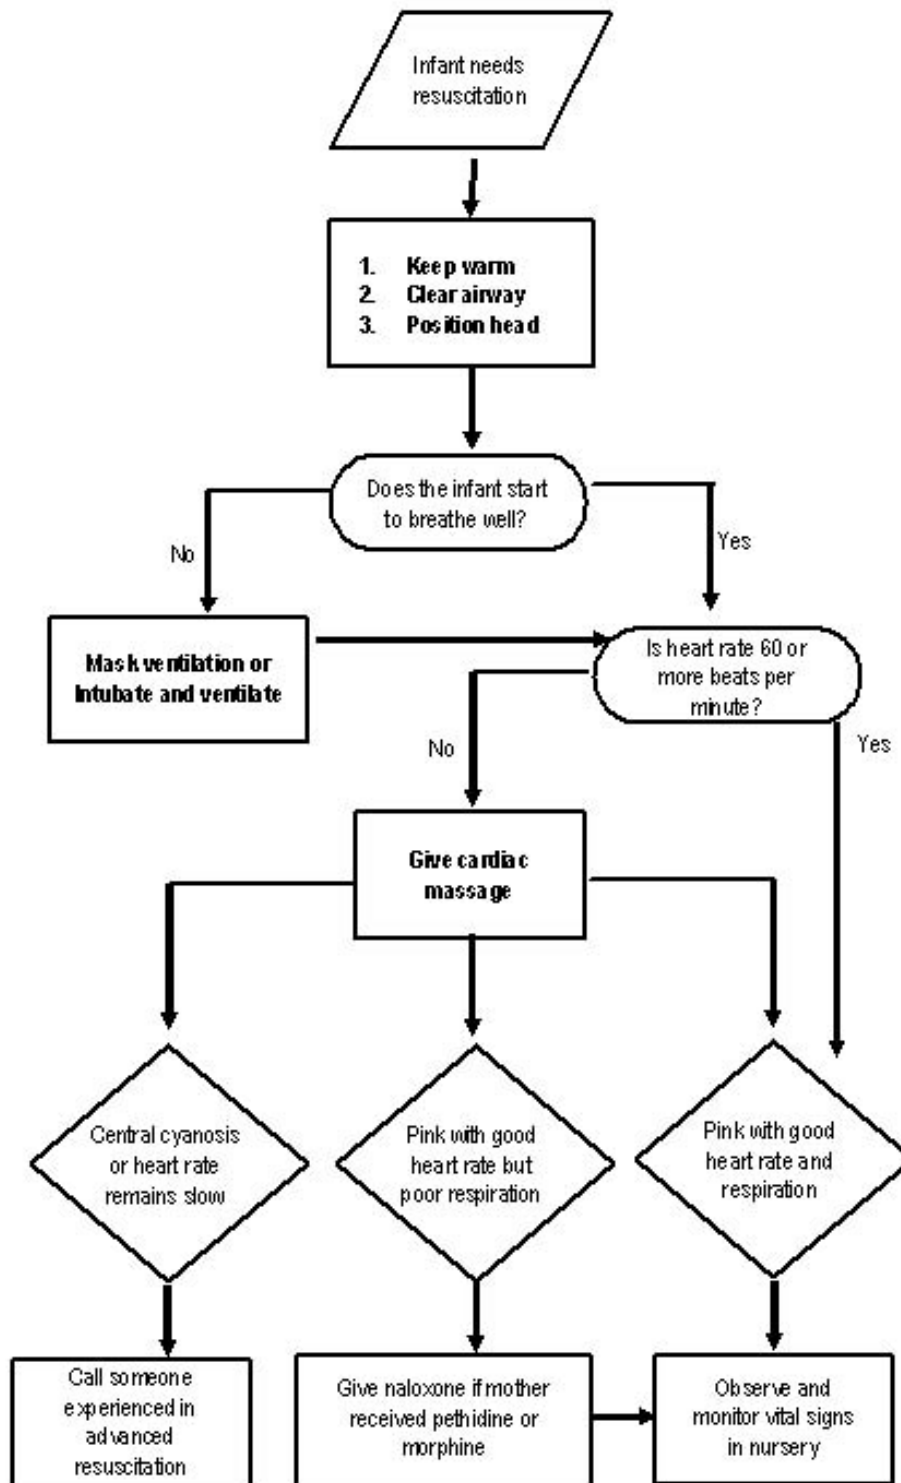 Infant needs
resuscitation
1. Keep warm
2. Clear airway
3. Position head
Does the infant start
to breathe well?
No
Yes
Mask ventilation or
Intubate and ventilate
Is heart rate 60 or
more beats per
minute?
No
Yes
Give cardiac
massage
Central cyanosis
or heart rate
remains slow
Pink with good
heart rate but
poor respiration
Pink with good
heart rate and
respiration
Call someone
experienced in
advanced
resuscitation
Give naloxone if mother
received pethidine or
morphine
Observe and
monitor vital signs
in nursery